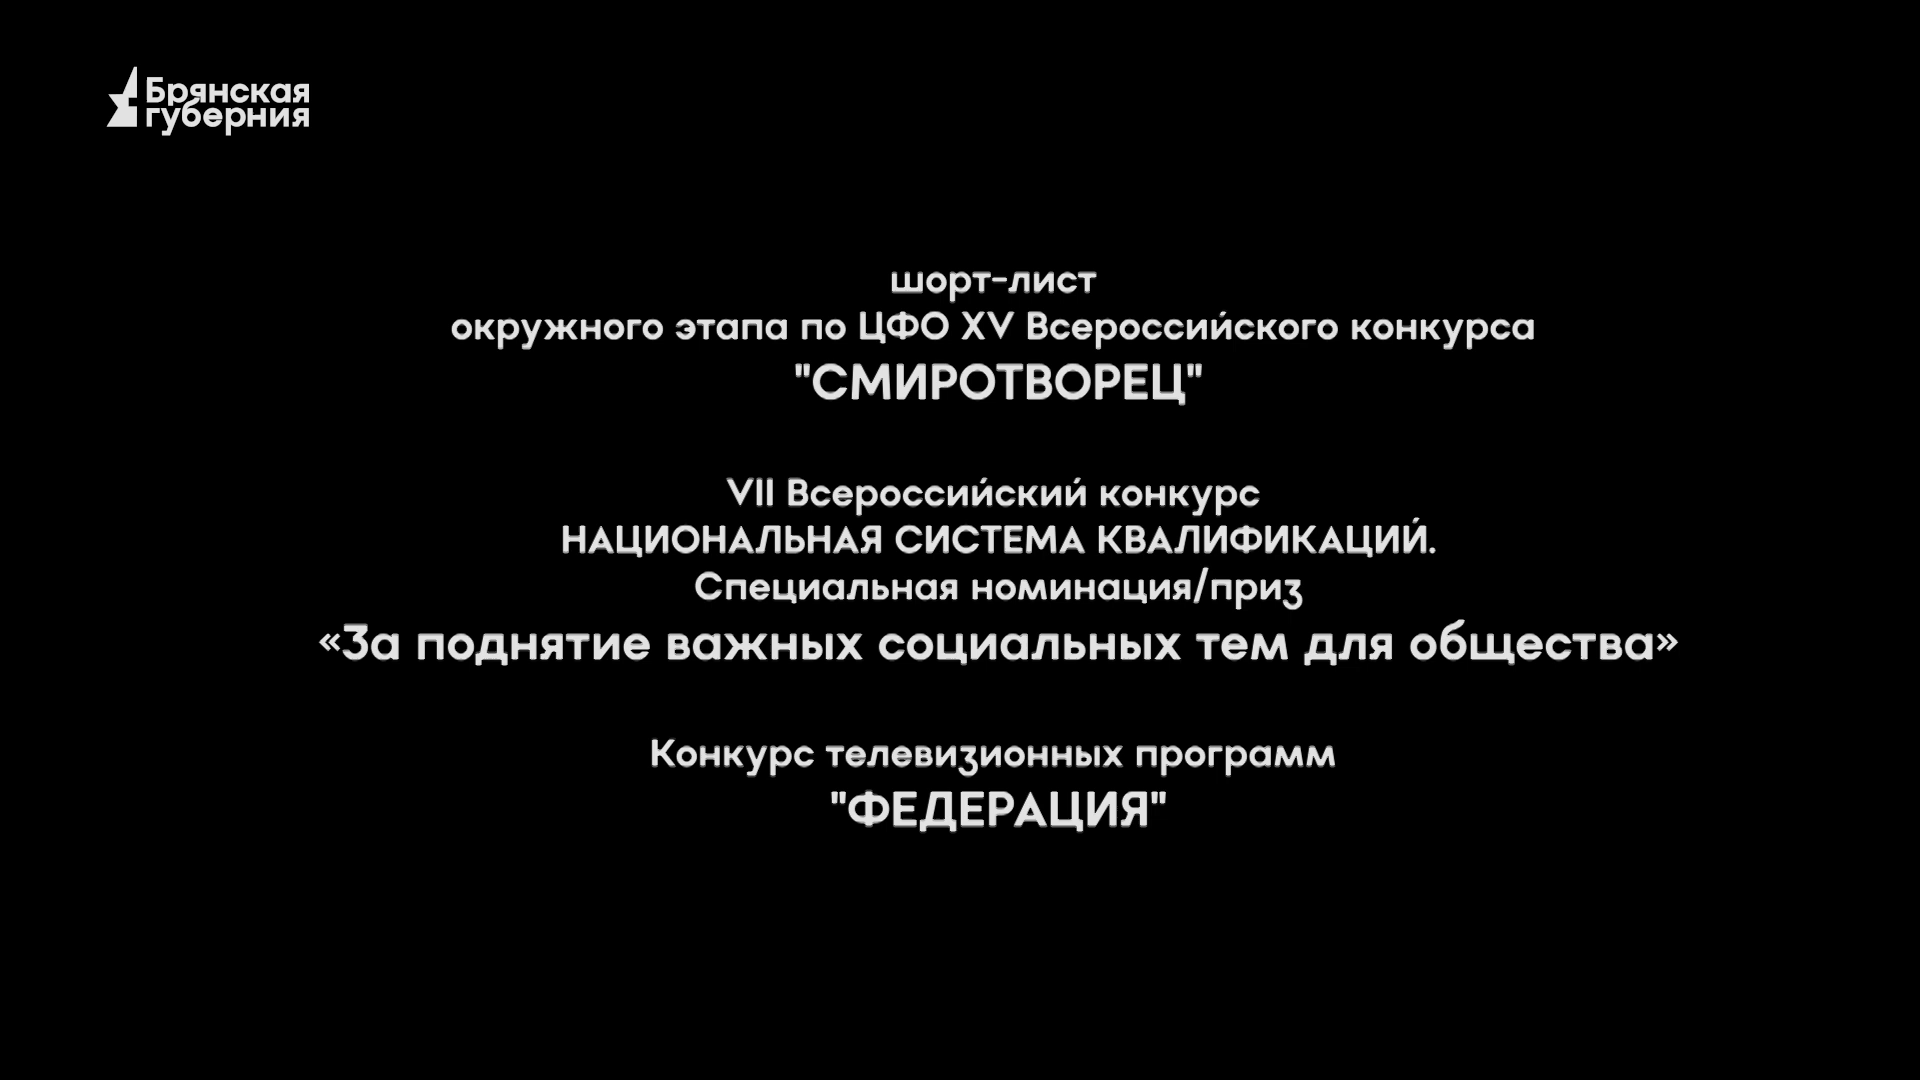 Брянская
губерния
шорт-лист
окружного этапа по ЦФО XV Всероссийского конкурса
"СМИРОТВОРЕЦ"
VII Всероссийский конкурс
НАЦИОНАЛЬНАЯ СИСТЕМА КВАЛИФИКАЦИЙ.
Специальная номинация/приз
«За поднятие важных социальных тем для общества»
Конкурс телевизионных программ
"ФЕДЕРАЦИЯ"